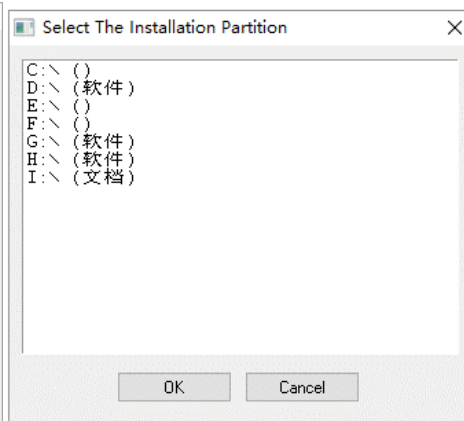 Select The Installation Partition
C:\ ()
D:\ (软件)
E:\ ()
F:\ ()
G:\ (软件)
H:\ (软件)
I:\ (文档)
OK
Cancel